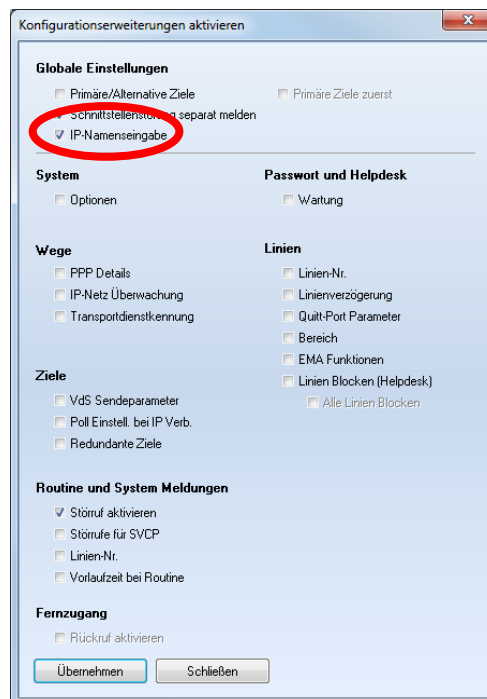 Konfigurationserweiterungen aktivieren
Globale Einstellungen
Primäre/Alternative Ziele
Primäre Ziele zuerst
Schnittstellenstörung separat melden
IP-Namenseingabe
System
Passwort und Helpdesk
Optionen
Wartung
Wege
Linien
PPP Details
Linien-Nr.
IP-Netz Überwachung
Linienverzögerung
Transportdienstkennung
Quitt-Port Parameter
Bereich
EMA Funktionen
Ziele
Linien Blocken (Helpdesk)
VdS Sendeparameter
Alle Linien Blocken
Poll Einstell. bei IP Verb.
Redundante Ziele
Routine und System Meldungen
Störruf aktivieren
Störrufe für SVCP
Linien-Nr.
Vorlaufzeit bei Routine
Fernzugang
Rückruf aktivieren
Übernehmen
Schließen